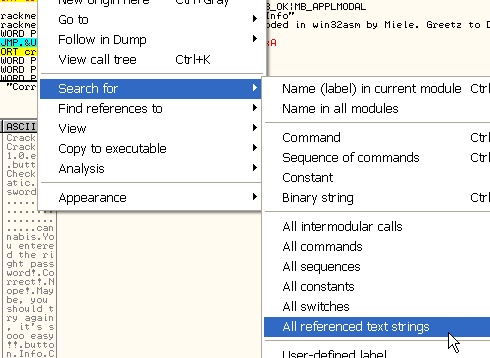 New origin here Ctrl+Gray
Go to
Follow in Dump
View call tree Ctrl+K
Search for
Find references to
View
Copy to executable
Analysis
Appearance
Name (label) in current module Ctrl
Name in all modules
Command
Sequence of commands Ctrl
Constant
Binary string Ctrl
All intermodular calls
All commands
All sequences
All constants
All switches
All referenced text strings
User-defined label
B_OK|MB_APPLMODAL
Info"
oded in win32asm by Miele. Greetz to D
rackme
rackme
WORD P
JMP.&U
ORT cr
WORD P
WORD P
"Corr
ASCII
Crack
Crack
1.0.e
.butt
Check
atic.
sword
.....can
nabis.Yo
u entere
d the ri
ght pass
word!.Co
rrect!.N
ope!.May
be, you
should t
ry again
, it's s
ooo easy
!!.butto
n.Info.C